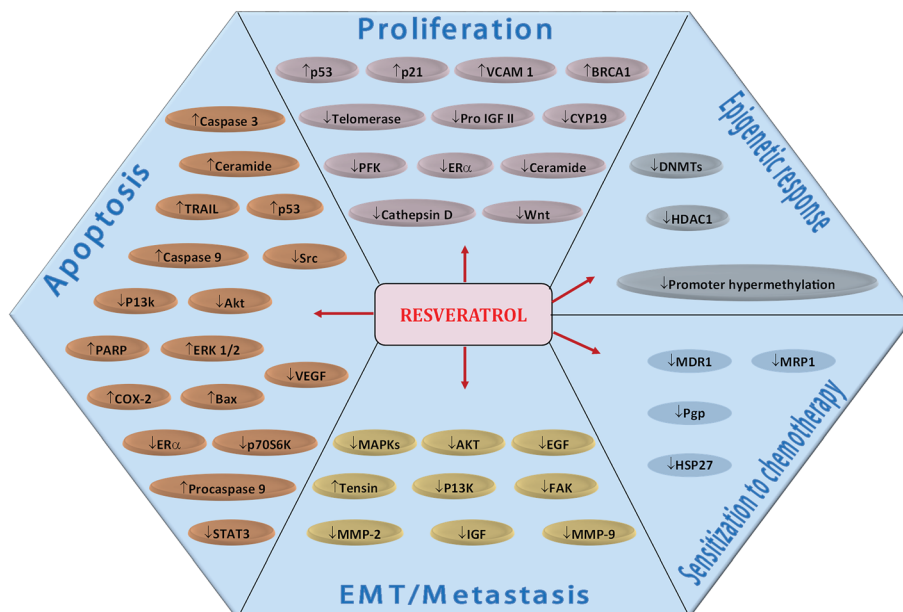 Proliferation
↑p53
↑p21
↑VCAM 1
↑BRCA1
↓Telomerase
↓Pro IGF II
↓CYP19
↓PFK
↓ERα
↓Ceramide
↓Cathepsin D
↓Wnt
Epigenetic response
↓DNMTs
↓HDAC1
↓Promoter hypermethylation
Apoptosis
↑Caspase 3
↑Ceramide
↑TRAIL
↑p53
↑Caspase 9
↓Src
↓P13k
↓Akt
↑PARP
↑ERK 1/2
↓VEGF
↑COX-2
↑Bax
↓ERα
↓p70S6K
↑Procaspase 9
↓STAT3
RESVERATROL
Sensitization to chemotherapy
↓MDR1
↓MRP1
↓Pgp
↓HSP27
↓MAPKs
↓AKT
↓EGF
↑Tensin
↓P13K
↓FAK
↓MMP-2
↓IGF
↓MMP-9
EMT/Metastasis